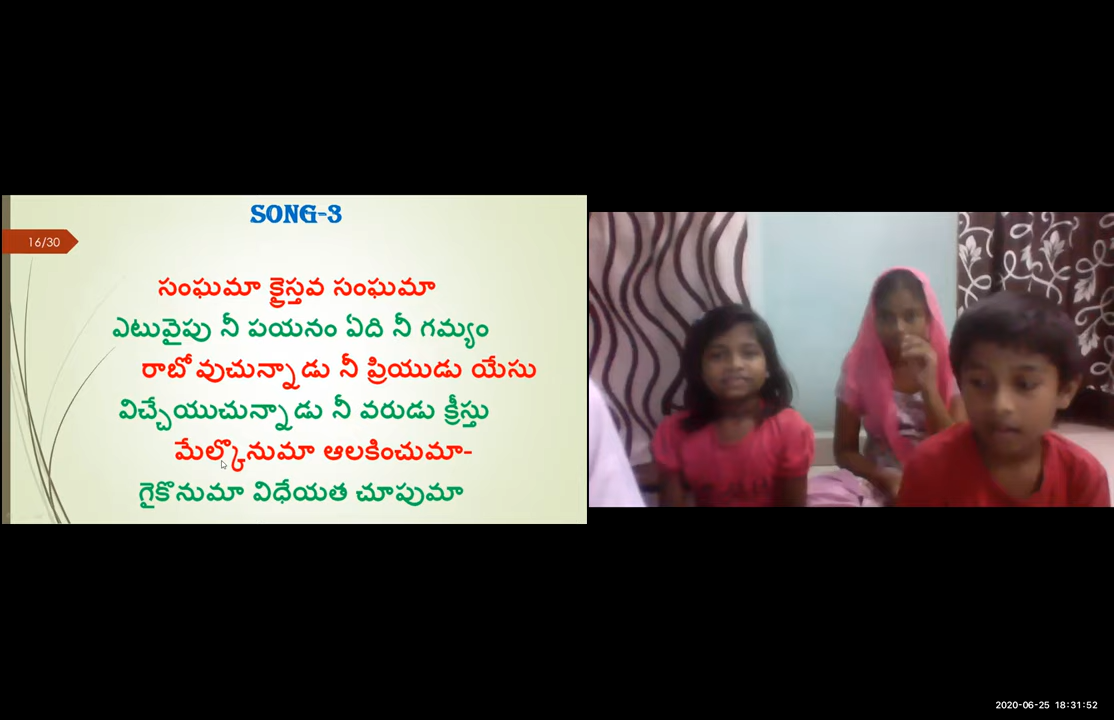 SONG-3
16/30
సంఘమా క్రైస్తవ సంఘమా
ఎటువైపు నీ పయనం ఏది నీ గమ్యం
రాబోవుచున్నాడు నీ ప్రియుడు యేసు
విచ్చేయుచున్నాడు నీ వరుడు క్రీస్తు
మేల్కొనుమా ఆలకించుమా-
గైకొనుమా విధేయత చూపుమా
2020-06-25 18:31:52